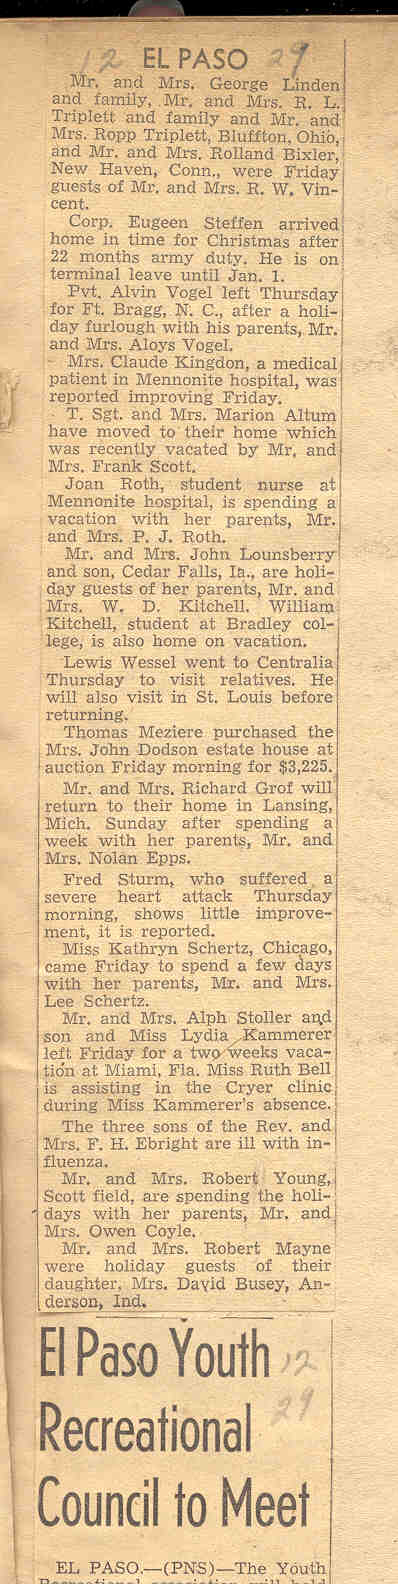 12 EL PASO 29
Mr. and Mrs. George Linden
and family, Mr. and Mrs. R. L.
Triplett and family and Mr. and
Mrs. Ropp Triplett, Bluffton, Ohio,
and Mr. and Mrs. Rolland Bixler,
New Haven, Conn., were Friday
guests of Mr. and Mrs. R. W. Vin-
cent.
Corp. Eugeen Steffen arrived
home in time for Christmas after
22 months army duty. He is on
terminal leave until Jan. 1.
Pvt. Alvin Vogel left Thursday
for Ft. Bragg, N. C., after a holi-
day furlough with his parents, Mr.
and Mrs. Aloys Vogel.
Mrs. Claude Kingdon, a medical
patient in Mennonite hospital, was
reported improving Friday.
T. Sgt. and Mrs. Marion Altum
have moved to their home which
was recently vacated by Mr. and
Mrs. Frank Scott.
Joan Roth, student nurse at
Mennonite hospital, is spending a
vacation with her parents, Mr.
and Mrs. P. J. Roth.
Mr. and Mrs. John Lounsberry
and son, Cedar Falls, Ia., are holi-
day guests of her parents, Mr. and
Mrs. W. D. Kitchell. William
Kitchell, student at Bradley col-
lege, is also home on vacation.
Lewis Wessel went to Centralia
Thursday to visit relatives. He
will also visit in St. Louis before
returning.
Thomas Meziere purchased the
Mrs. John Dodson estate house at
auction Friday morning for $3,225.
Mr. and Mrs. Richard Grof will
return to their home in Lansing,
Mich. Sunday after spending a
week with her parents, Mr. and
Mrs. Nolan Epps.
Fred Sturm, who suffered a
severe heart attack Thursday
morning, shows little improve-
ment, it is reported.
Miss Kathryn Schertz, Chicago,
came Friday to spend a few days
with her parents, Mr. and Mrs.
Lee Schertz.
Mr. and Mrs. Alph Stoller and
son and Miss Lydia Kammerer
left Friday for a two weeks vaca-
tion at Miami, Fla. Miss Ruth Bell
is assisting in the Cryer clinic
during Miss Kammerer's absence.
The three sons of the Rev. and
Mrs. F. H. Ebright are ill with in-
fluenza.
Mr. and Mrs. Robert Young,
Scott field, are spending the holi-
days with her parents, Mr. and
Mrs. Owen Coyle.
Mr. and Mrs. Robert Mayne
were holiday guests of their
daughter, Mrs. David Busey, An-
derson, Ind.
El Paso Youth 12
29
Recreational
Council to Meet
EL PASO.—(PNS)—The Youth
Recreational association will hold